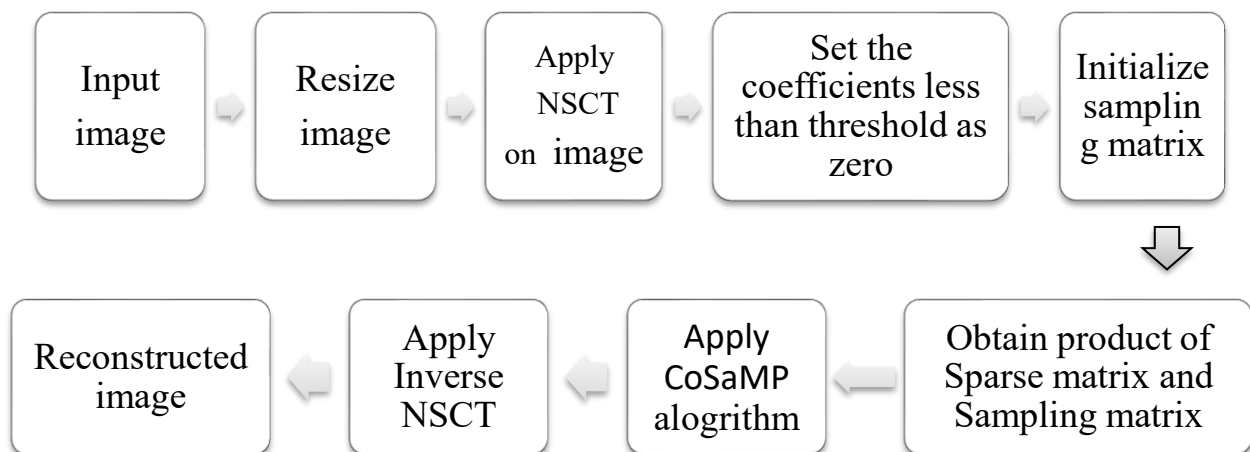 Input
image
Resize
image
Apply
NSCT
on image
Set the
coefficients less
than threshold as
zero
Initialize
samplin
g matrix
Obtain product of
Sparse matrix and
Sampling matrix
Apply
CoSaMP
alogrithm
Apply
Inverse
NSCT
Reconstructed
image